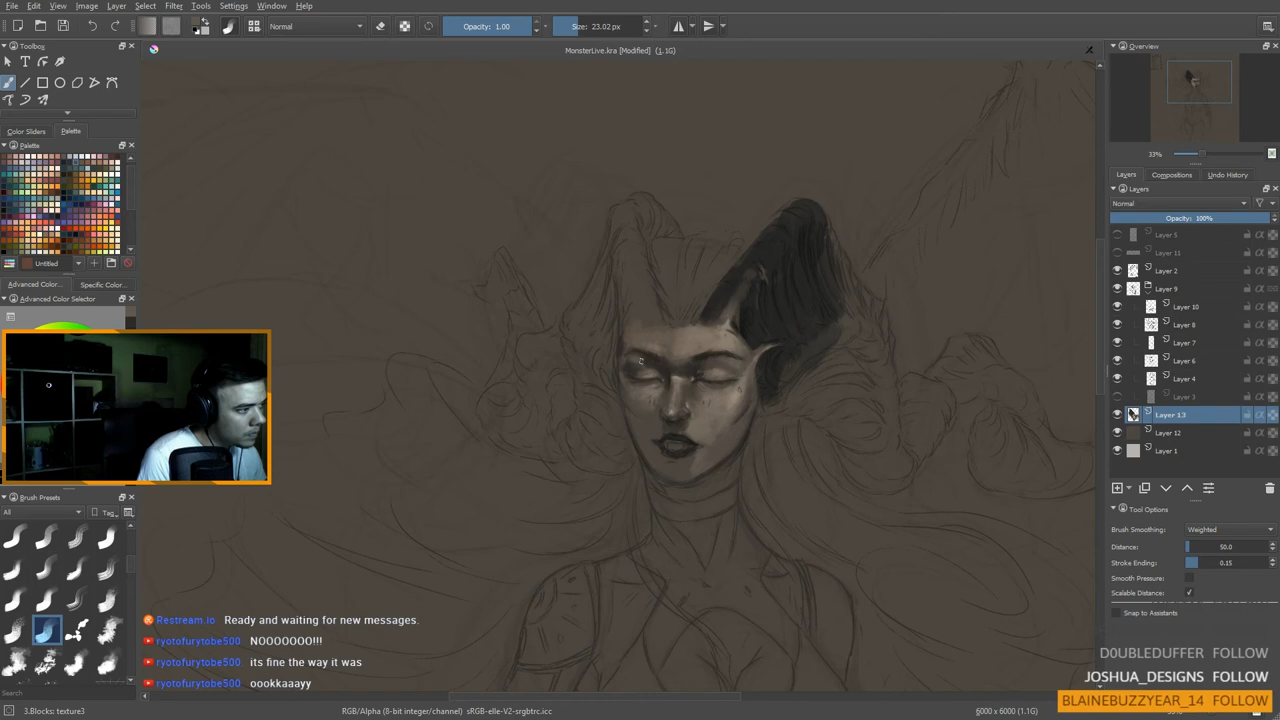 File Edit View Image Layer Select Filter Tools Settings Window Help
Normal Opacity: 1.00 Size: 23.02 px
MonsterLive.kra [Modified] (1.1G)
Toolbox
Color Sliders Palette
Palette
Untitled
Advanced Color... Specific Color...
Advanced Color Selector
Brush Presets
All Tag
Search
3.Blocks: texture3
RGB/Alpha (8-bit integer/channel) sRGB-elle-V2-srgbtrc.icc
6000 x 6000 (1.1G)
Restream.io Ready and waiting for new messages.
ryotofurytobe500 NOOOOOOO!!!
ryotofurytobe500 its fine the way it was
ryotofurytobe500 oookkaaayy
Overview
33%
Layers Compositions Undo History
Layers
Normal
Opacity: 100%
Layer 5
Layer 11
Layer 2
Layer 9
Layer 10
Layer 8
Layer 7
Layer 6
Layer 4
Layer 3
Layer 13
Layer 12
Layer 1
Tool Options
Brush Smoothing: Weighted
Distance: 50.0
Stroke Ending: 0.15
Smooth Pressure:
Scalable Distance:
Snap to Assistants
D0UBLEDUFFER FOLLOW
JOSHUA_DESIGNS FOLLOW
BLAINEBUZZYEAR_14 FOLLOW